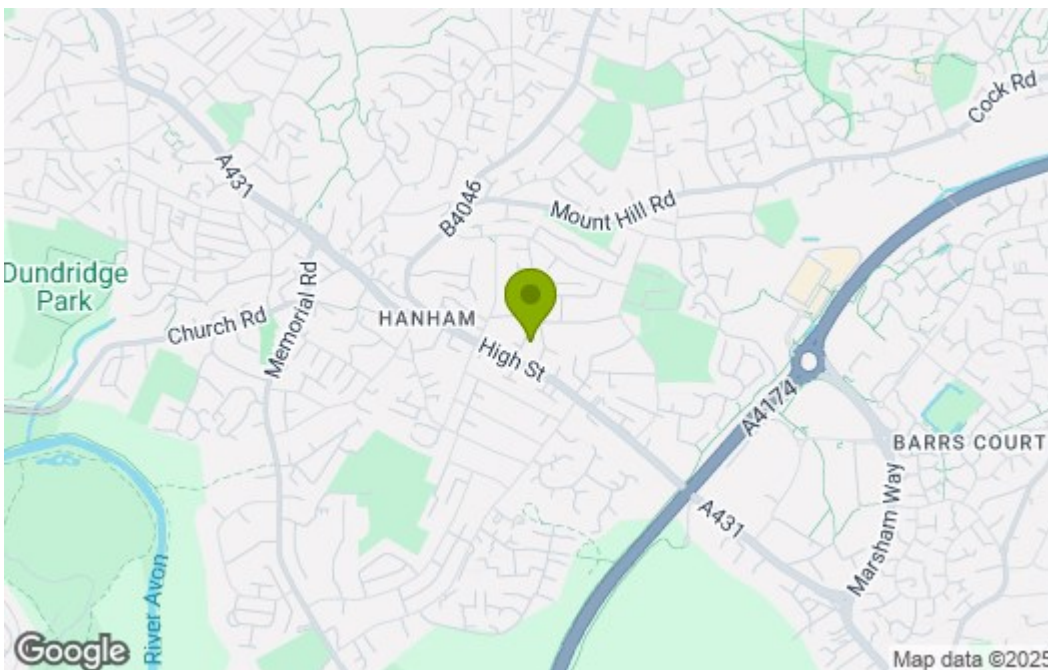 Cock Rd
A431
B4046
Mount Hill Rd
Dundridge
Park
Memorial Rd
Church Rd
HANHAM
High St
A4174
BARRS COURT
Marsham Way
A431
River Avon
Google
Map data ©2025